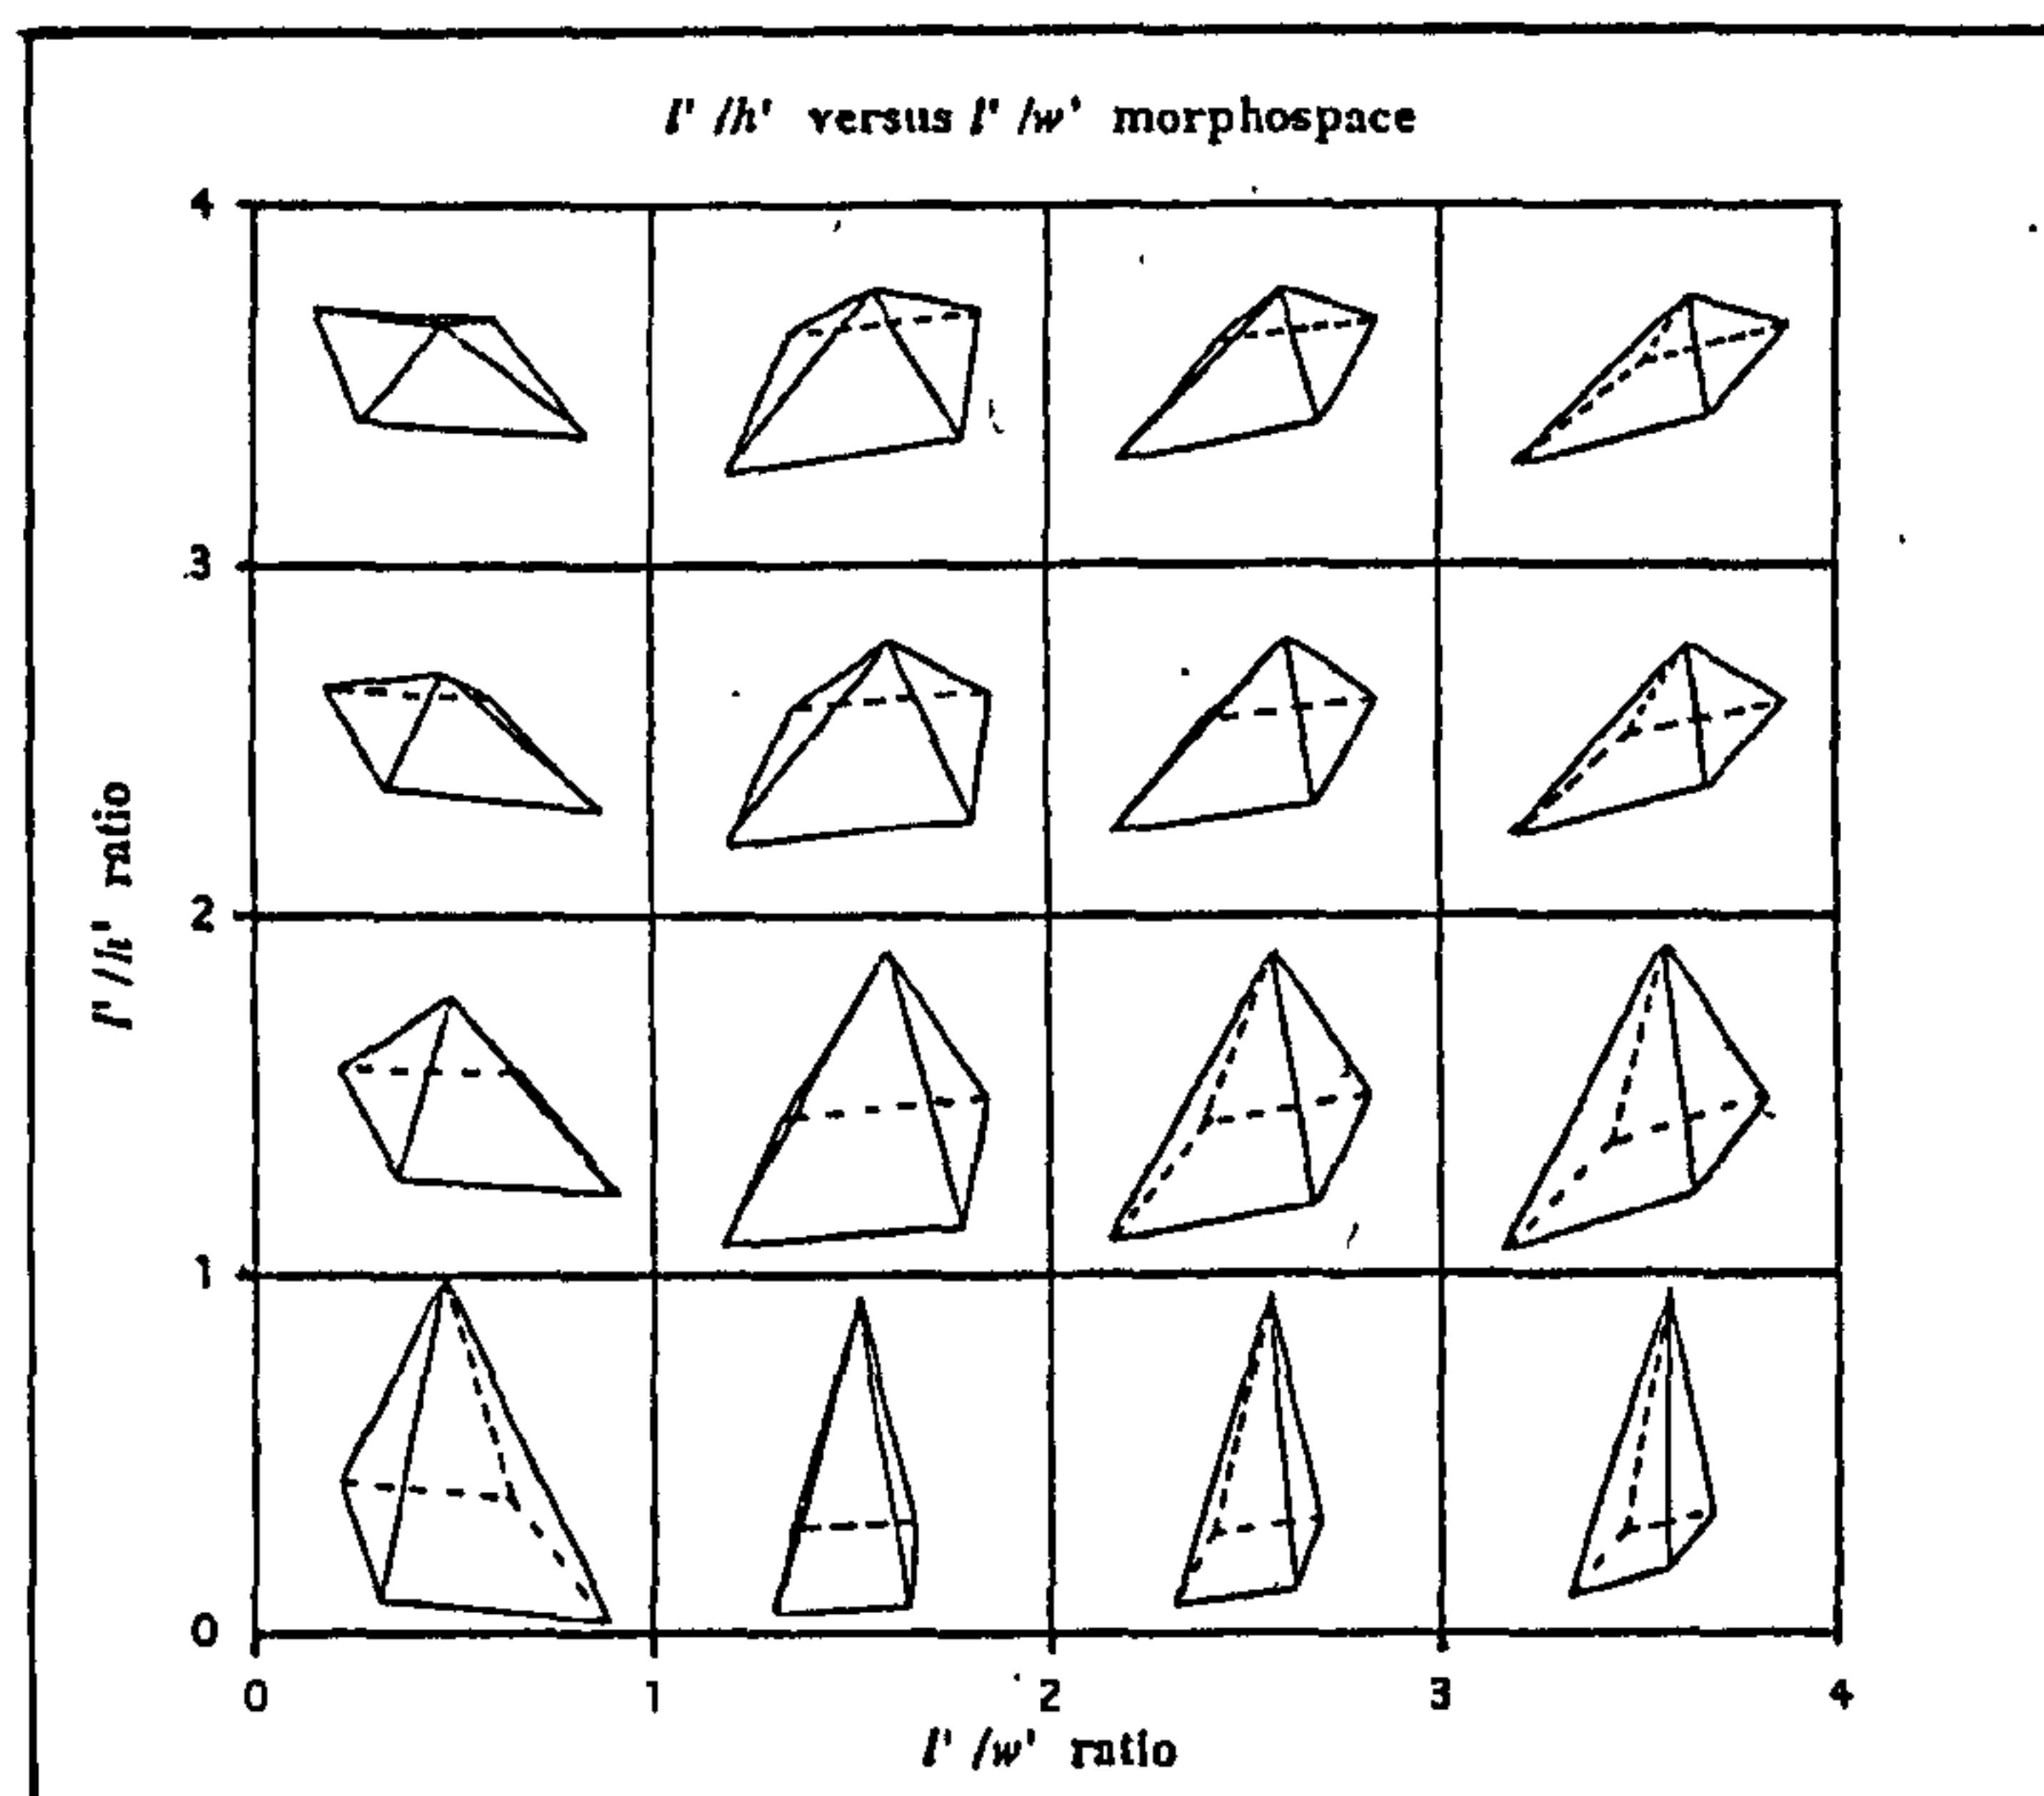 l' /h' versus l' /w' morphospace
4
3
2
1
0
l' /h' ratio
0 1 2 3 4
l' /w' ratio